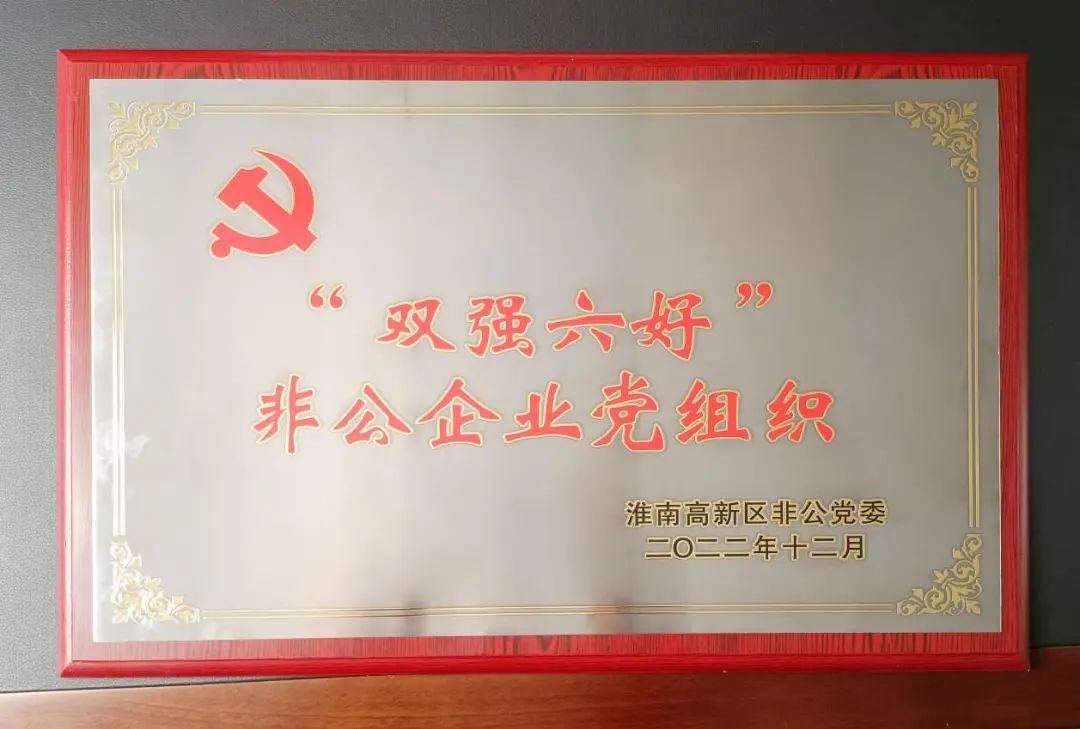 “双强六好”
非公企业党组织
淮南高新区非公党委
二〇二二年十二月